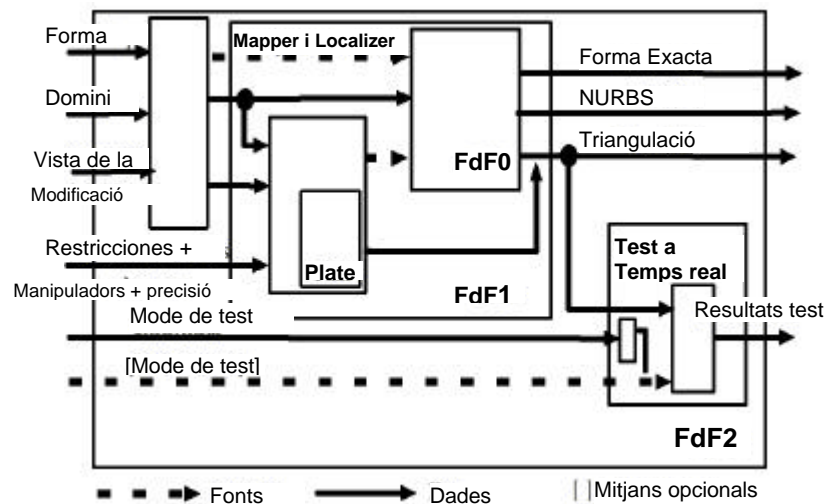 Forma
Mapper i Localizer
Forma Exacta
Domini
NURBS
Vista de la
Modificació
FdF0
Triangulació
Restricciones +
Manipuladors + precisió
Plate
FdF1
Test a
Temps real
Mode de test
Resultats test
[Mode de test]
FdF2
Fonts
Dades
[ ] Mitjans opcionals